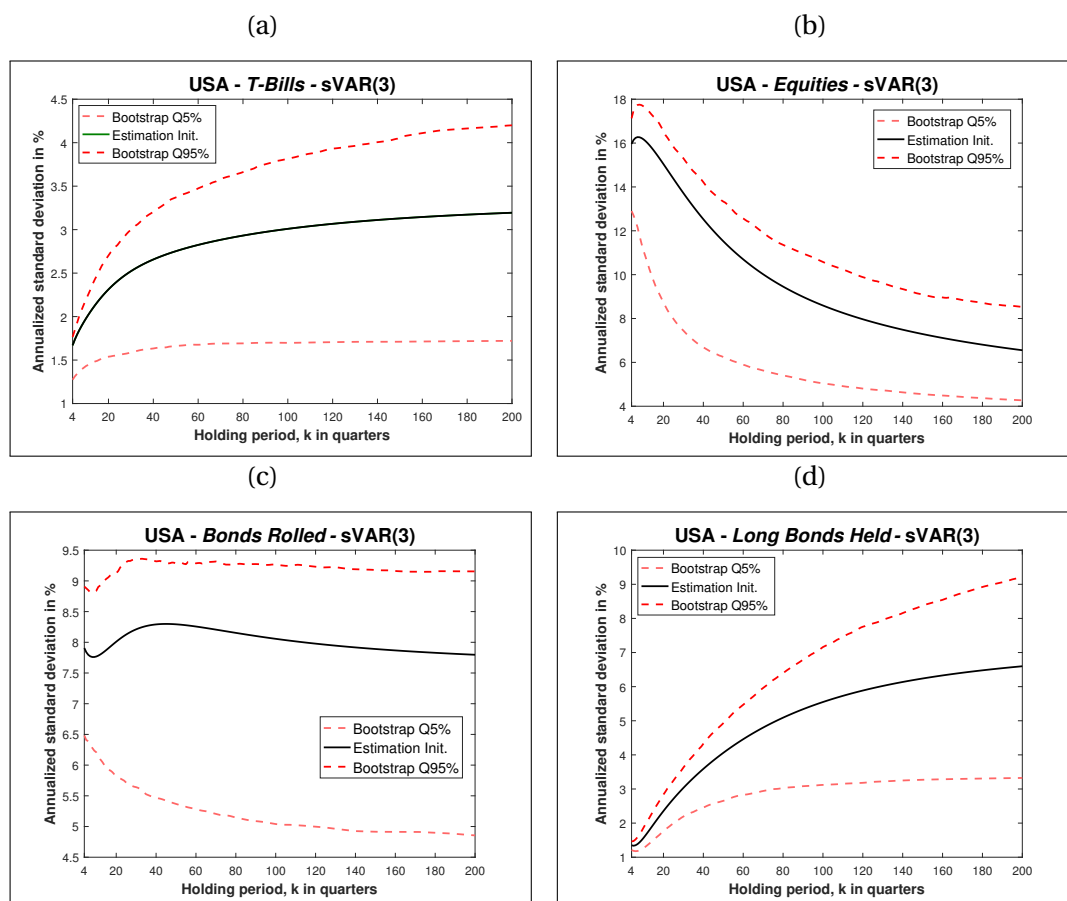 (a)
USA - T-Bills - sVAR(3)
Annualized standard deviation in %
4.5
4
3.5
3
2.5
2
1.5
1
Bootstrap Q5%
Estimation Init.
Bootstrap Q95%
4 20 40 60 80 100 120 140 160 180 200
Holding period, k in quarters
(b)
USA - Equities - sVAR(3)
Annualized standard deviation in %
18
16
14
12
10
8
6
4
Bootstrap Q5%
Estimation Init.
Bootstrap Q95%
4 20 40 60 80 100 120 140 160 180 200
Holding period, k in quarters
(c)
USA - Bonds Rolled - sVAR(3)
Annualized standard deviation in %
9.5
9
8.5
8
7.5
7
6.5
6
5.5
5
4.5
Bootstrap Q5%
Estimation Init.
Bootstrap Q95%
4 20 40 60 80 100 120 140 160 180 200
Holding period, k in quarters
(d)
USA - Long Bonds Held - sVAR(3)
Annualized standard deviation in %
10
9
8
7
6
5
4
3
2
1
Bootstrap Q5%
Estimation Init.
Bootstrap Q95%
4 20 40 60 80 100 120 140 160 180 200
Holding period, k in quarters